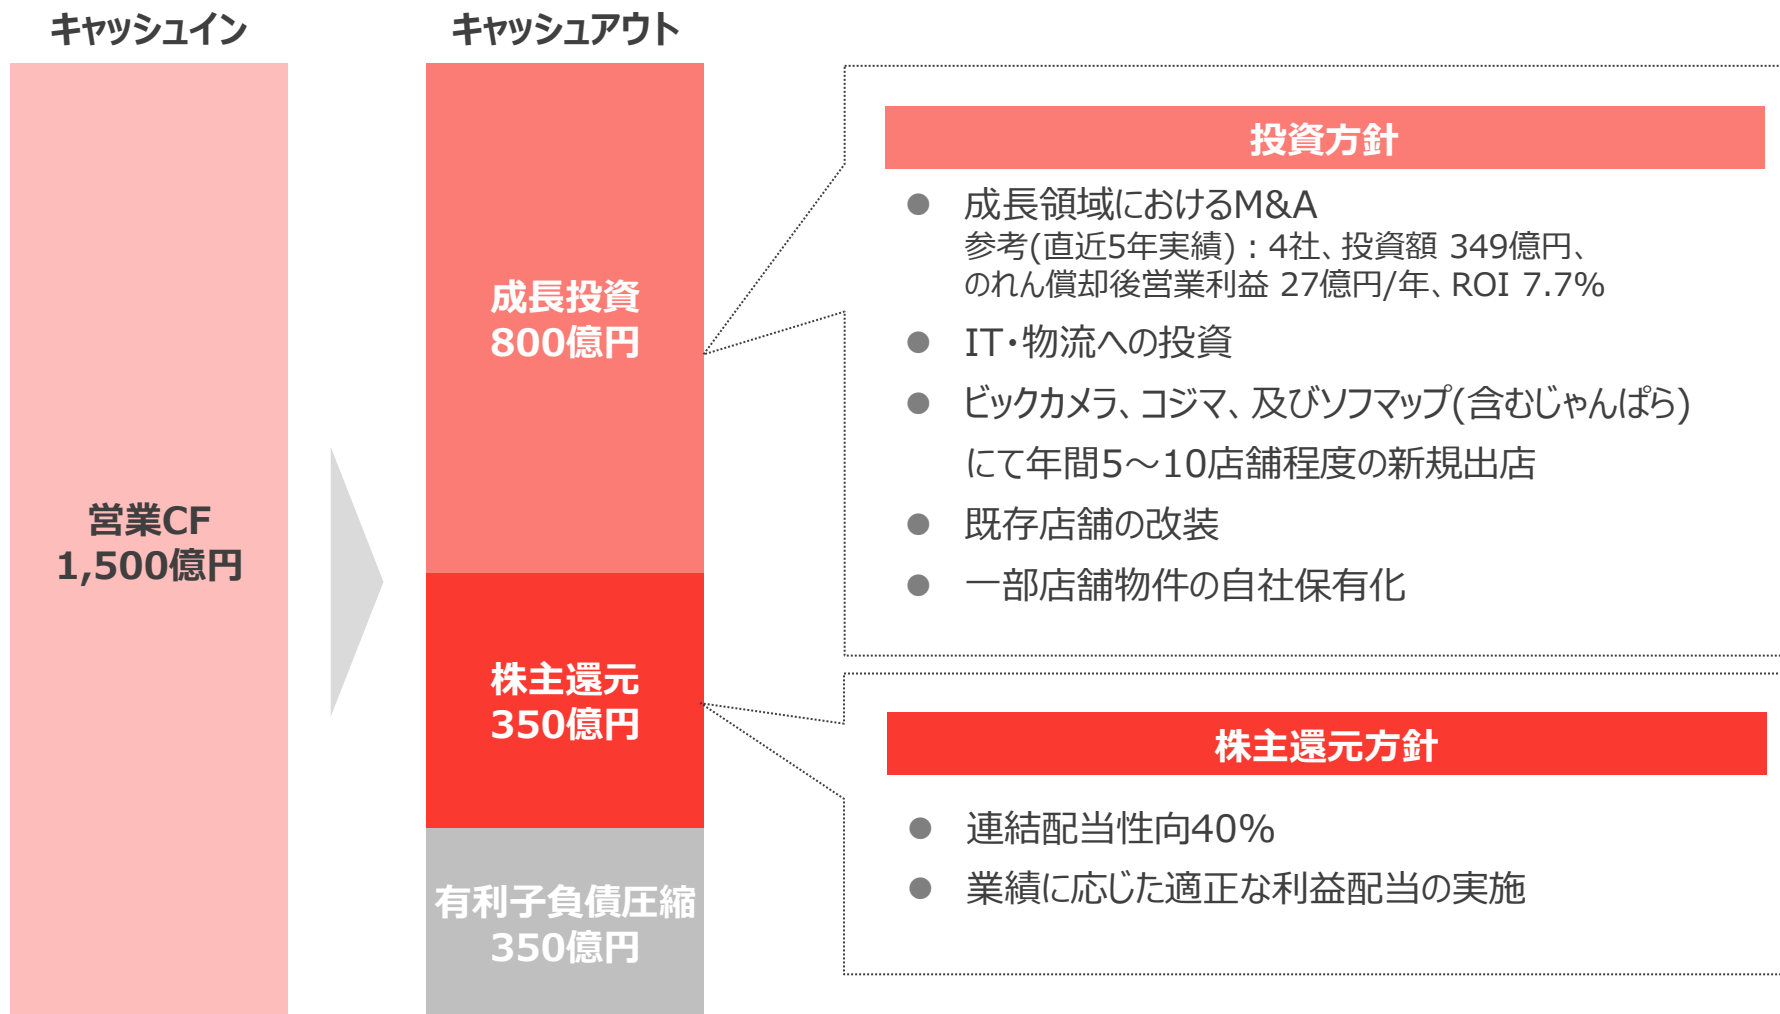 キャッシュイン
キャッシュアウト
営業CF
1,500億円
成長投資
800億円
株主還元
350億円
有利子負債圧縮
350億円
投資方針
● 成長領域におけるM&A
参考(直近5年実績)：4社、投資額 349億円、
のれん償却後営業利益 27億円/年、ROI 7.7%
● IT・物流への投資
● ビックカメラ、コジマ、及びソフマップ(含むじゃんぱら)
にて年間5～10店舗程度の新規出店
● 既存店舗の改装
● 一部店舗物件の自社保有化
株主還元方針
● 連結配当性向40%
● 業績に応じた適正な利益配当の実施